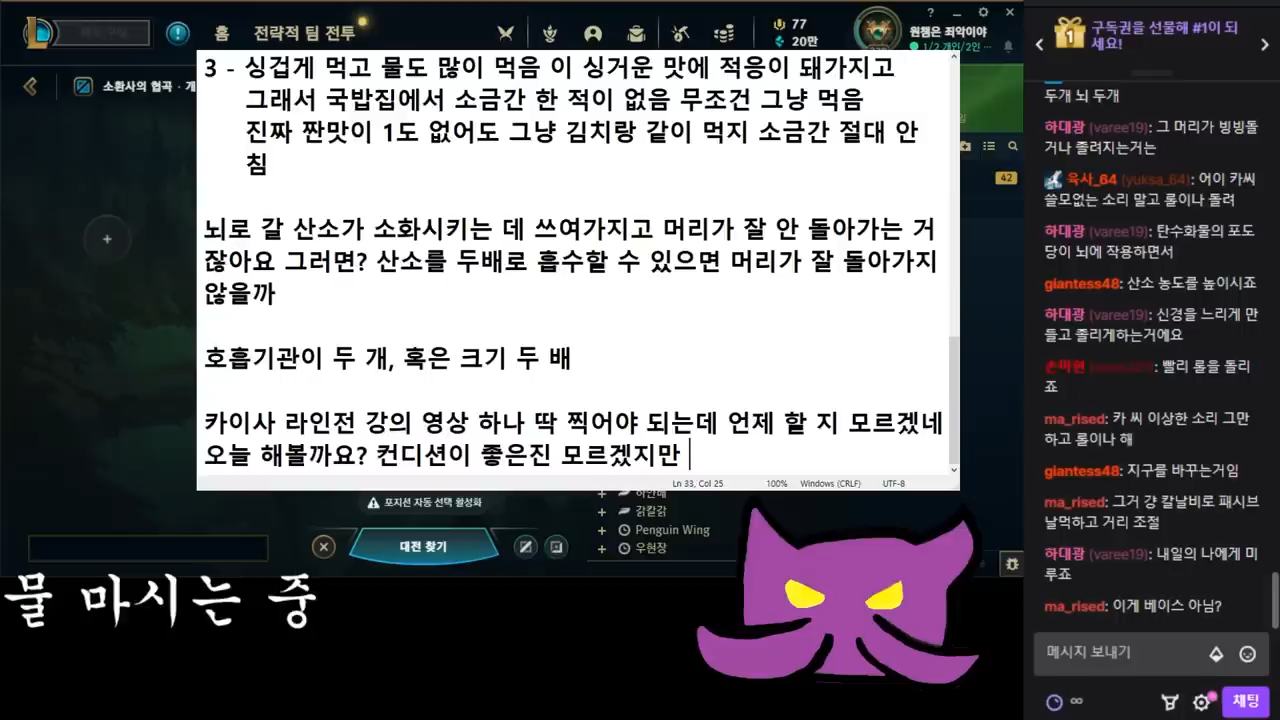 홈
전략적 팀 전투
77
20만
원챔은 죄악이야
1/2 개인/2인 ···
소환사의 협곡 · 개
42
3 - 싱겁게 먹고 물도 많이 먹음 이 싱거운 맛에 적응이 돼가지고
그래서 국밥집에서 소금간 한 적이 없음 무조건 그냥 먹음
진짜 짠맛이 1도 없어도 그냥 김치랑 같이 먹지 소금간 절대 안
침
뇌로 갈 산소가 소화시키는 데 쓰여가지고 머리가 잘 안 돌아가는 거
잖아요 그러면? 산소를 두배로 흡수할 수 있으면 머리가 잘 돌아가지
않을까
호흡기관이 두 개, 혹은 크기 두 배
카이사 라인전 강의 영상 하나 딱 찍어야 되는데 언제 할 지 모르겠네
오늘 해볼까요? 컨디션이 좋은진 모르겠지만
Ln 33, Col 25
100%
Windows (CRLF)
UTF-8
포지션 자동 선택 활성화
대전 찾기
갉칼갉
Penguin Wing
우현장
물 마시는 중
1
구독권을 선물해 #1이 되
세요!
두개 뇌 두개
하대광 (varee19): 그 머리가 빙빙돌
거나 졸려지는거는
육사_64 (yuksa_64): 어이 카씨
쓸모없는 소리 말고 롤이나 돌려
하대광 (varee19): 탄수화물의 포도
당이 뇌에 작용하면서
giantess48: 산소 농도를 높이시죠
하대광 (varee19): 신경을 느리게 만
들고 졸리게하는거에요
: 빨리 롤을 돌리
죠
ma_rised: 카 씨 이상한 소리 그만
하고 롤이나 해
giantess48: 지구를 바꾸는거임
ma_rised: 그거 걍 칼날비로 패시브
날먹하고 거리 조절
하대광 (varee19): 내일의 나에게 미
루죠
ma_rised: 이게 베이스 아님?
메시지 보내기
채팅